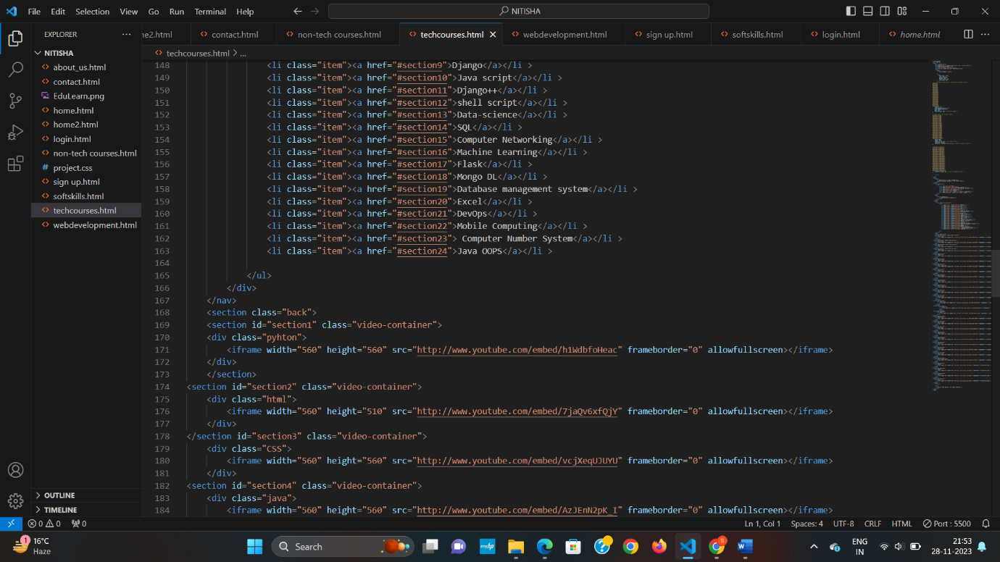 File Edit Selection View Go Run Terminal Help
NITISHA
EXPLORER
me2.html contact.html non-tech courses.html techcourses.html webdevelopment.html sign up.html softskills.html login.html home.html
NITISHA
about_us.html
contact.html
EduLearn.png
home.html
home2.html
login.html
non-tech courses.html
project.css
sign up.html
softskills.html
techcourses.html
webdevelopment.html
OUTLINE
TIMELINE
techcourses.html > ...
148 <li class="item"><a href="#section9">Django</a></li >
149 <li class="item"><a href="#section10">Java script</a></li >
150 <li class="item"><a href="#section11">Django++</a></li >
151 <li class="item"><a href="#section12">shell script</a></li >
152 <li class="item"><a href="#section13">Data-science</a></li >
153 <li class="item"><a href="#section14">SQL</a></li >
154 <li class="item"><a href="#section15">Computer Networking</a></li >
155 <li class="item"><a href="#section16">Machine Learning</a></li >
156 <li class="item"><a href="#section17">Flask</a></li >
157 <li class="item"><a href="#section18">Mongo DL</a></li >
158 <li class="item"><a href="#section19">Database management system</a></li >
159 <li class="item"><a href="#section20">Excel</a></li >
160 <li class="item"><a href="#section21">DevOps</a></li >
161 <li class="item"><a href="#section22">Mobile Computing</a></li >
162 <li class="item"><a href="#section23"> Computer Number System</a></li >
163 <li class="item"><a href="#section24">Java OOPS</a></li >
164
165 </ul>
166 </div>
167 </nav>
168 <section class="back">
169 <section id="section1" class="video-container">
170 <div class="pyhton">
171 <iframe width="560" height="560" src="http://www.youtube.com/embed/h1WdbfoHeac" frameborder="0" allowfullscreen></iframe>
172 </div>
173 </section>
174 <section id="section2" class="video-container">
175 <div class="html">
176 <iframe width="560" height="510" src="http://www.youtube.com/embed/7jaQv6xfQjY" frameborder="0" allowfullscreen></iframe>
177 </div>
178 </section id="section3" class="video-container">
179 <div class="CSS">
180 <iframe width="560" height="560" src="http://www.youtube.com/embed/vcjXeqUJUYU" frameborder="0" allowfullscreen></iframe>
181 </div>
182 <section id="section4" class="video-container">
183 <div class="java">
184 <iframe width="560" height="560" src="http://www.youtube.com/embed/AzJEnN2pK_I" frameborder="0" allowfullscreen></iframe>
0 0 0 Ln 1, Col 1 Spaces: 4 UTF-8 CRLF HTML Port : 5500
1 16°C
Haze
Search
ENG
IN
21:53
28-11-2023